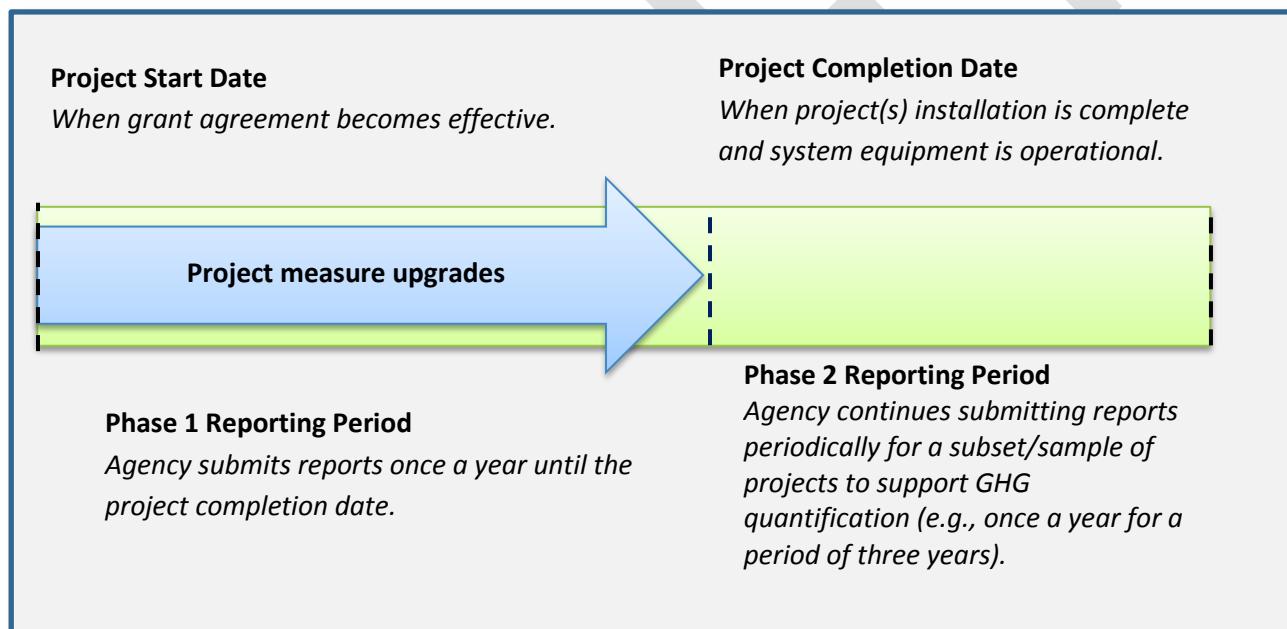 Project Start Date
When grant agreement becomes effective.
Project Completion Date
When project(s) installation is complete
and system equipment is operational.
Project measure upgrades
Phase 1 Reporting Period
Agency submits reports once a year until the
project completion date.
Phase 2 Reporting Period
Agency continues submitting reports
periodically for a subset/sample of
projects to support GHG
quantification (e.g., once a year for a
period of three years).